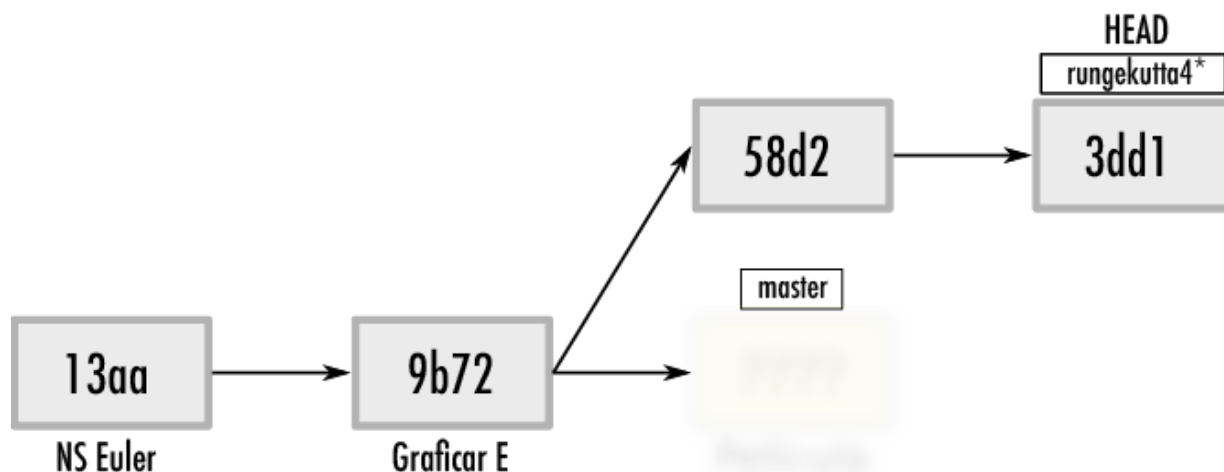 HEAD
rungekutta4*
58d2
3dd1
master
13aa
9b72
NS Euler
Graficar E